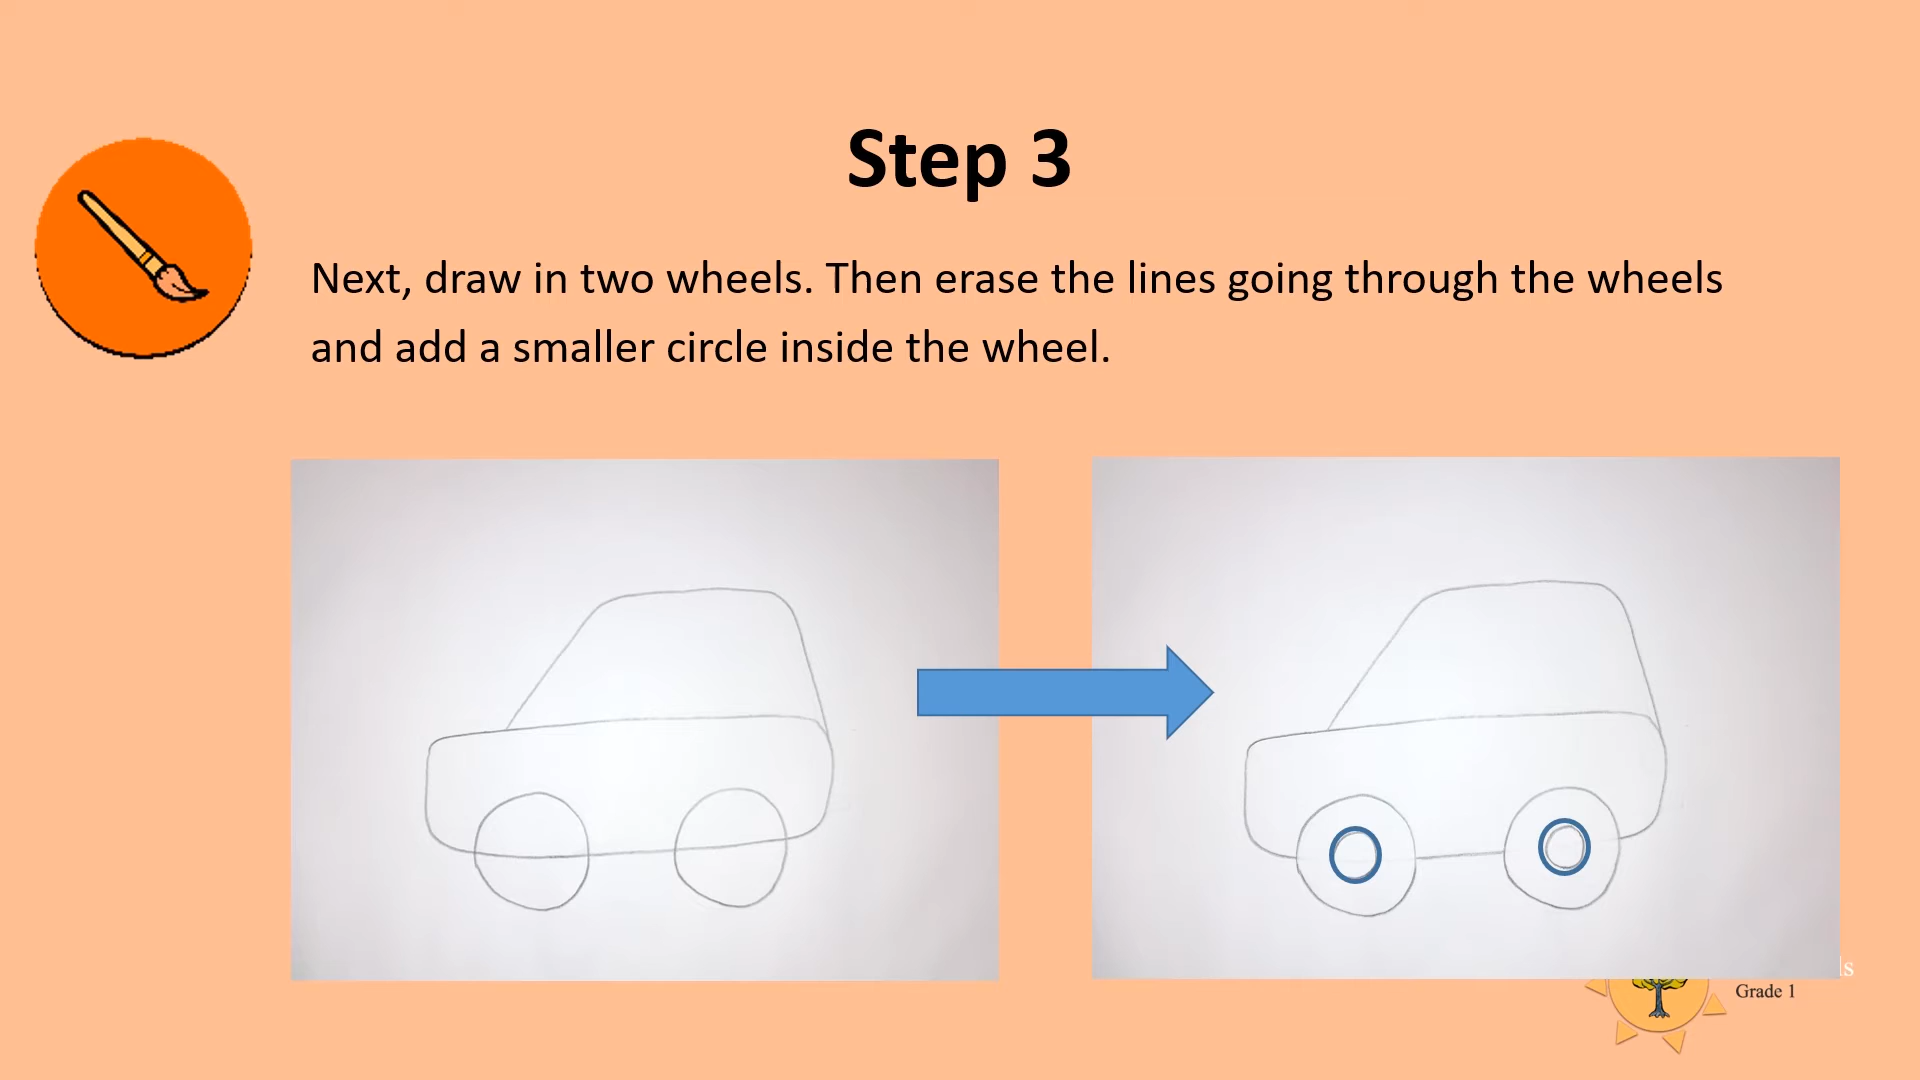 Step 3
Next, draw in two wheels. Then erase the lines going through the wheels
and add a smaller circle inside the wheel.
Grade 1